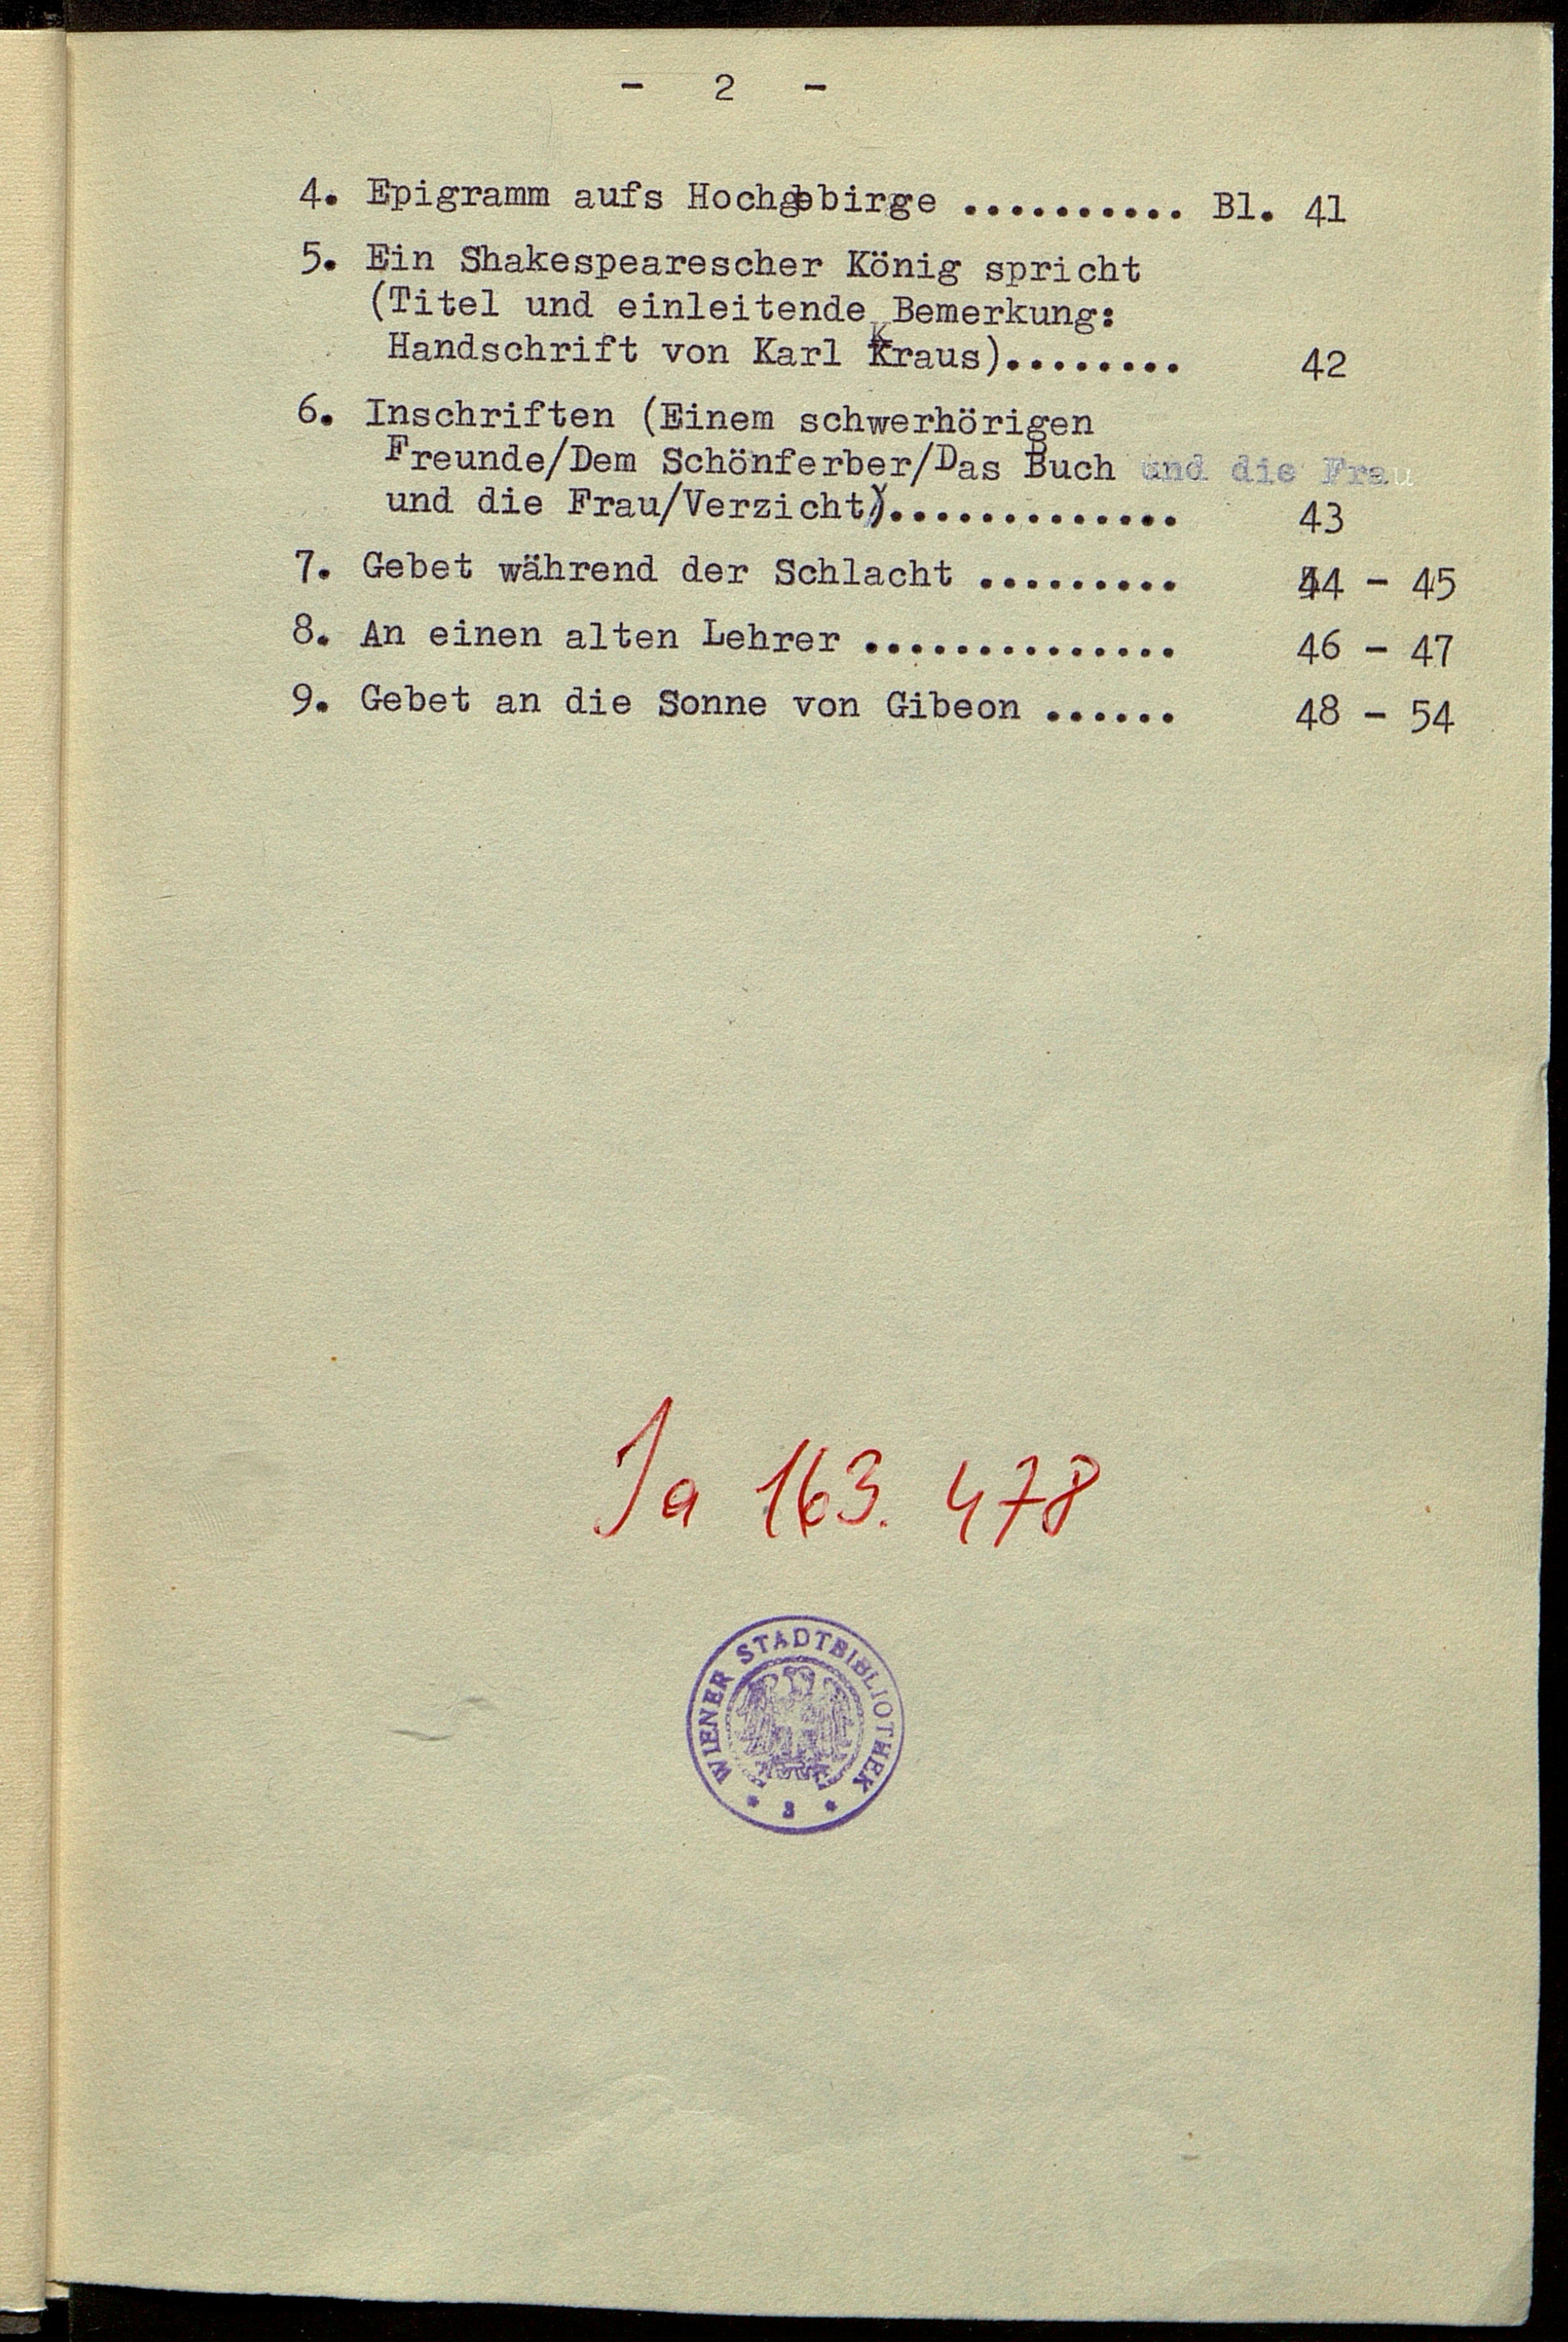 - 2 -
4. Epigramm aufs Hochgebirge .......... Bl. 41
5. Ein Shakespearescher König spricht
(Titel und einleitende Bemerkung:
Handschrift von Karl Kraus)........ 42
6. Inschriften (Einem schwerhörigen
Freunde/Dem Schönferber/Das Buch und die Frau
und die Frau/Verzicht)............. 43
7. Gebet während der Schlacht ......... 44 - 45
8. An einen alten Lehrer .............. 46 - 47
9. Gebet an die Sonne von Gibeon ...... 48 - 54
Ja 163.478
WIENER STADTBIBLIOTHEK
* 3 *